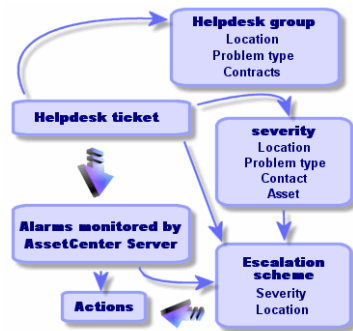 Helpdesk group
Location
Problem type
Contracts
Helpdesk ticket
severity
Location
Problem type
Contact
Asset
Alarms monitored by
AssetCenter Server
Escalation
scheme
Severity
Location
Actions